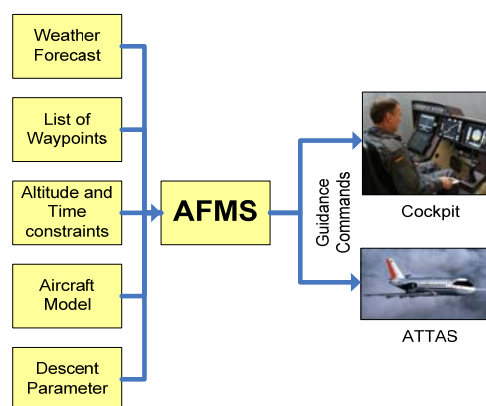 Weather
Forecast
List of
Waypoints
Altitude and
Time
constraints
Aircraft
Model
Descent
Parameter
AFMS
Guidance
Commands
Cockpit
ATTAS